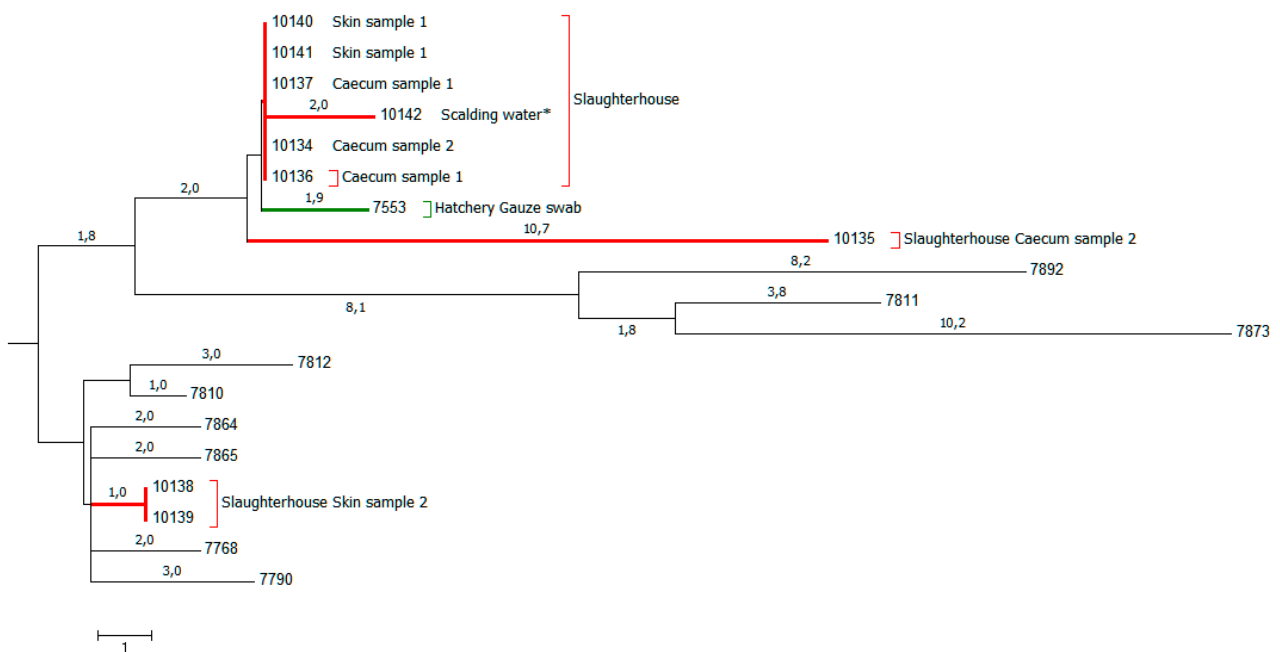 10140 Skin sample 1
10141 Skin sample 1
10137 Caecum sample 1
Slaughterhouse
2,0
10142 Scalding water*
10134 Caecum sample 2
10136 Caecum sample 1
2,0
1,9
7553 Hatchery Gauze swab
1,8
10,7
10135 Slaughterhouse Caecum sample 2
8,2
7892
8,1
3,8
7811
1,8
10,2
7873
3,0
7812
1,0
7810
2,0
7864
2,0
7865
1,0
10138
Slaughterhouse Skin sample 2
10139
2,0
7768
3,0
7790
1